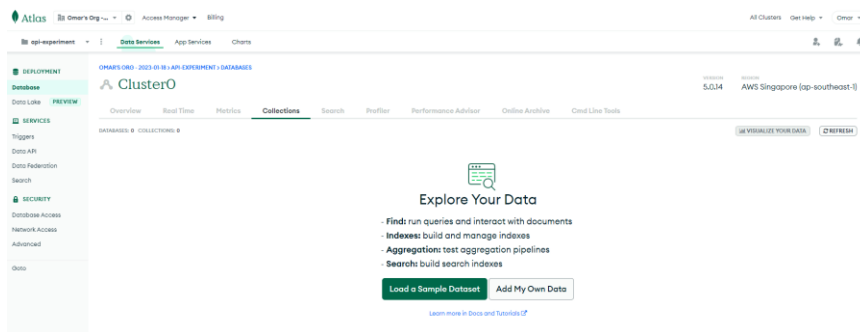 Atlas
Omar's Org -...
Access Manager
Billing
All Clusters
Get Help
Omar
api-experiment
Data Services
App Services
Charts
DEPLOYMENT
Database
Data Lake PREVIEW
SERVICES
Triggers
Data API
Data Federation
Search
SECURITY
Database Access
Network Access
Advanced
Goto
OMAR'S ORG - 2023-01-18 > API-EXPERIMENT > DATABASES
Cluster0
VERSION
5.0.14
REGION
AWS Singapore (ap-southeast-1)
Overview
Real Time
Metrics
Collections
Search
Profiler
Performance Advisor
Online Archive
Cmd Line Tools
DATABASES: 0 COLLECTIONS: 0
VISUALIZE YOUR DATA
REFRESH
Explore Your Data
- Find: run queries and interact with documents
- Indexes: build and manage indexes
- Aggregation: test aggregation pipelines
- Search: build search indexes
Load a Sample Dataset
Add My Own Data
Learn more in Docs and Tutorials